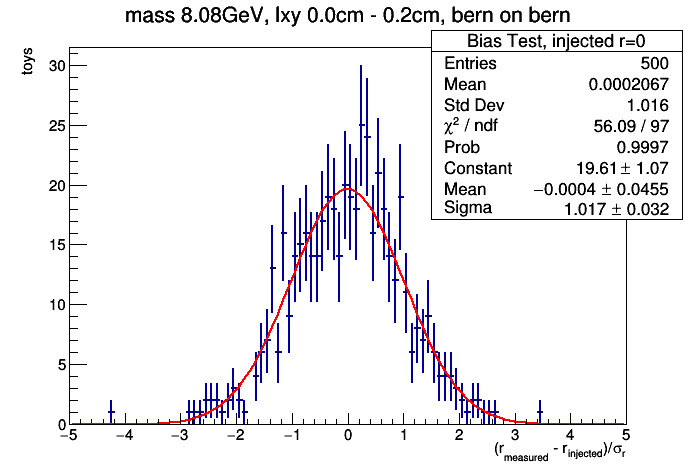 mass 8.08GeV, lxy 0.0cm - 0.2cm, bern on bern
Bias Test, injected r=0
Entries 500
Mean 0.0002067
Std Dev 1.016
χ² / ndf 56.09 / 97
Prob 0.9997
Constant 19.61 ± 1.07
Mean −0.0004 ± 0.0455
Sigma 1.017 ± 0.032
toys
30
25
20
15
10
5
0
−5 −4 −3 −2 −1 0 1 2 3 4 5
(r_measured - r_injected)/σ_r